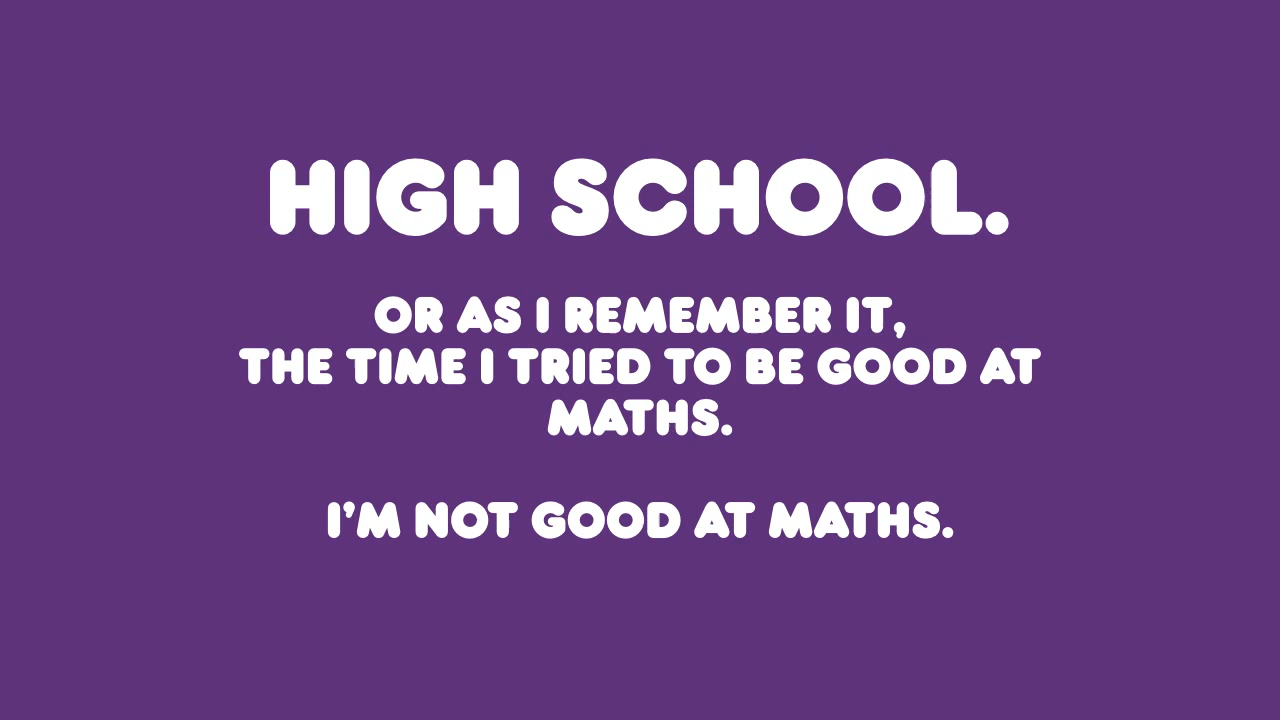 HIGH SCHOOL.
OR AS I REMEMBER IT,
THE TIME I TRIED TO BE GOOD AT
MATHS.
I'M NOT GOOD AT MATHS.